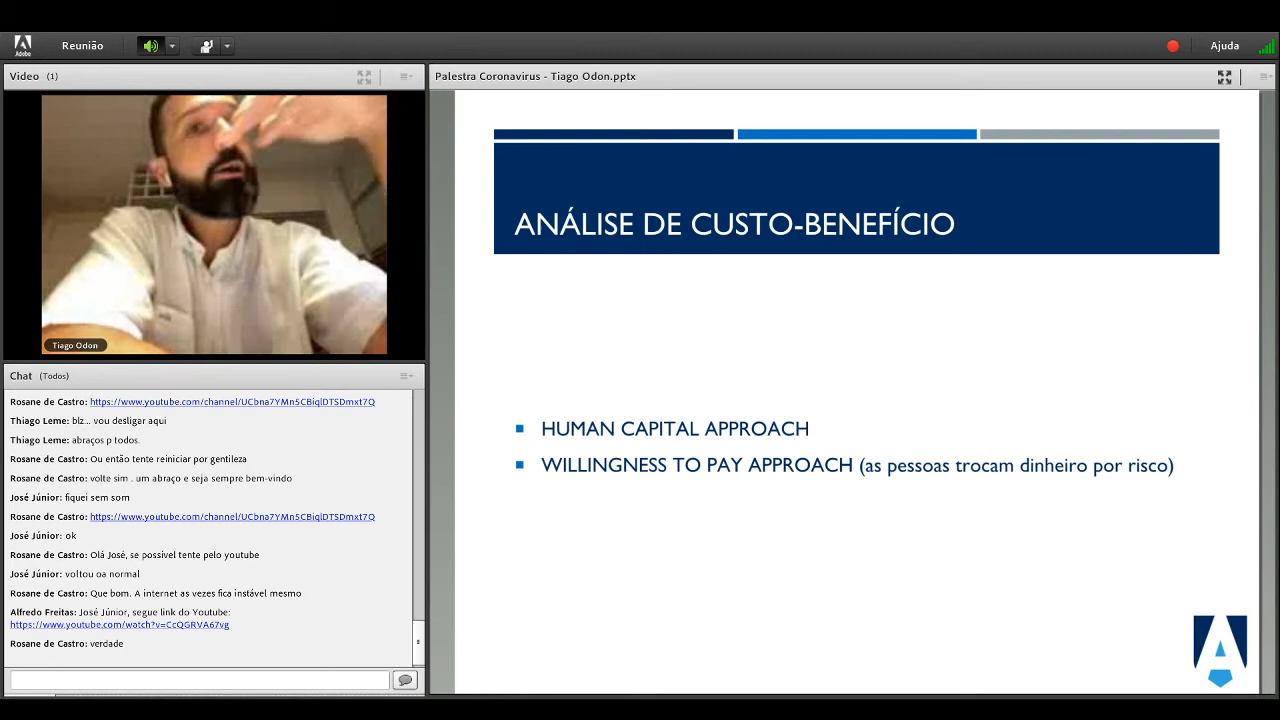 Adobe
Reunião
Ajuda
Video (1)
Tiago Odon
Chat (Todos)
Rosane de Castro: https://www.youtube.com/channel/UCbna7YMn5CBiqlDTSDmxt7Q
Thiago Leme: blz... vou desligar aqui
Thiago Leme: abraços p todos.
Rosane de Castro: Ou então tente reiniciar por gentileza
Rosane de Castro: volte sim . um abraço e seja sempre bem-vindo
José Júnior: fiquei sem som
Rosane de Castro: https://www.youtube.com/channel/UCbna7YMn5CBiqlDTSDmxt7Q
José Júnior: ok
Rosane de Castro: Olá José, se possivel tente pelo youtube
José Júnior: voltou oa normal
Rosane de Castro: Que bom. A internet as vezes fica instável mesmo
Alfredo Freitas: José Júnior, segue link do Youtube:
https://www.youtube.com/watch?v=CcQGRVA67vg
Rosane de Castro: verdade
Palestra Coronavirus - Tiago Odon.pptx
ANÁLISE DE CUSTO-BENEFÍCIO
HUMAN CAPITAL APPROACH
WILLINGNESS TO PAY APPROACH (as pessoas trocam dinheiro por risco)